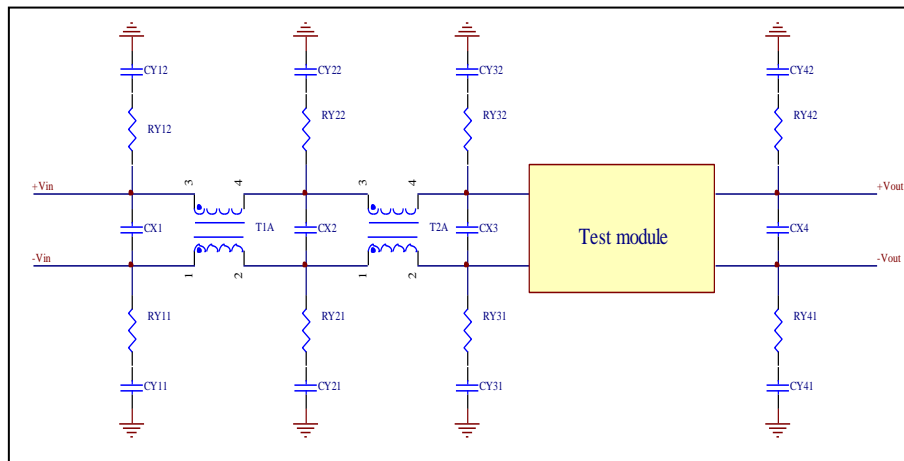 CY12 CY22 CY32 CY42
RY12 RY22 RY32 RY42
3 4 3 4
+Vin +Vout
CX1 T1A CX2 T2A CX3 Test module CX4
-Vin -Vout
1 2 1 2
RY11 RY21 RY31 RY41
CY11 CY21 CY31 CY41